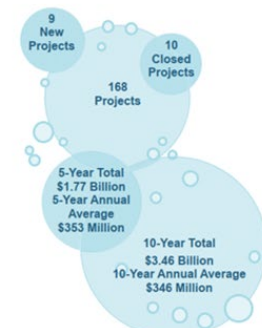 9
New
Projects
10
Closed
Projects
168
Projects
5-Year Total
$1.77 Billion
5-Year Annual
Average
$353 Million
10-Year Total
$3.46 Billion
10-Year Annual Average
$346 Million